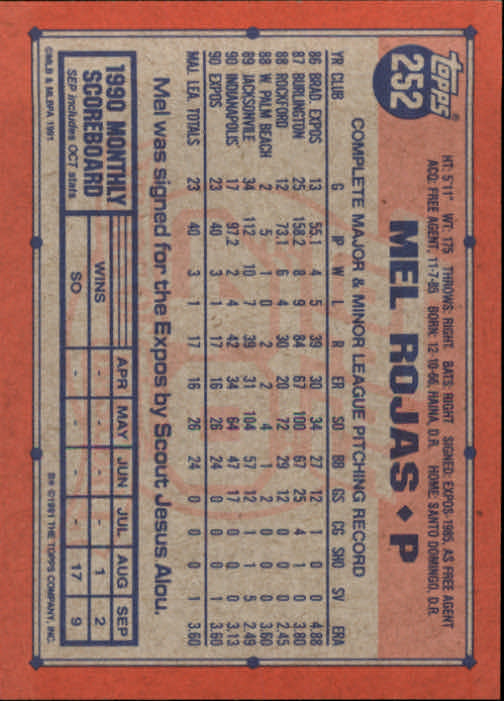 TOPPS®
252
HT: 5'11" WT: 175 THROWS: RIGHT BATS: RIGHT SIGNED: EXPOS-1985, AS FREE AGENT
ACQ: FREE AGENT, 11-7-85 BORN: 12-10-66, HAINA, D.R. HOME: SANTO DOMINGO, D.R.
MEL ROJAS ♦ P
COMPLETE MAJOR & MINOR LEAGUE PITCHING RECORD
YR CLUB G IP W L R ER SO BB GS CG SHO SV ERA
86 BRAD. EXPOS 13 55.1 4 5 39 30 34 37 12 1 0 0 4.88
87 BURLINGTON 25 158.2 8 9 84 67 100 67 25 4 1 0 3.80
88 ROCKFORD 12 73.1 6 4 30 20 72 29 12 0 0 0 2.45
88 W. PALM BEACH 2 5 1 0 2 2 4 1 2 0 0 0 3.60
89 JACKSONVILE 34 112 10 7 39 31 104 57 12 1 1 5 2.49
90 INDIANAPOLIS 17 97.2 2 4 42 34 64 47 17 0 0 0 3.13
90 EXPOS 23 40 3 1 17 16 26 24 0 0 0 1 3.60
MAJ. LEA. TOTALS 23 40 3 1 17 16 26 24 0 0 0 1 3.60
Mel was signed for the Expos by Scout Jesus Alou.
1990 MONTHLY
SCOREBOARD
SEP includes OCT stats
APR MAY JUN JUL AUG SEP
WINS - - - - 1 2
SO - - - - 17 9
©MLB & MLBPA 1991
B* ©1991 THE TOPPS COMPANY, INC.